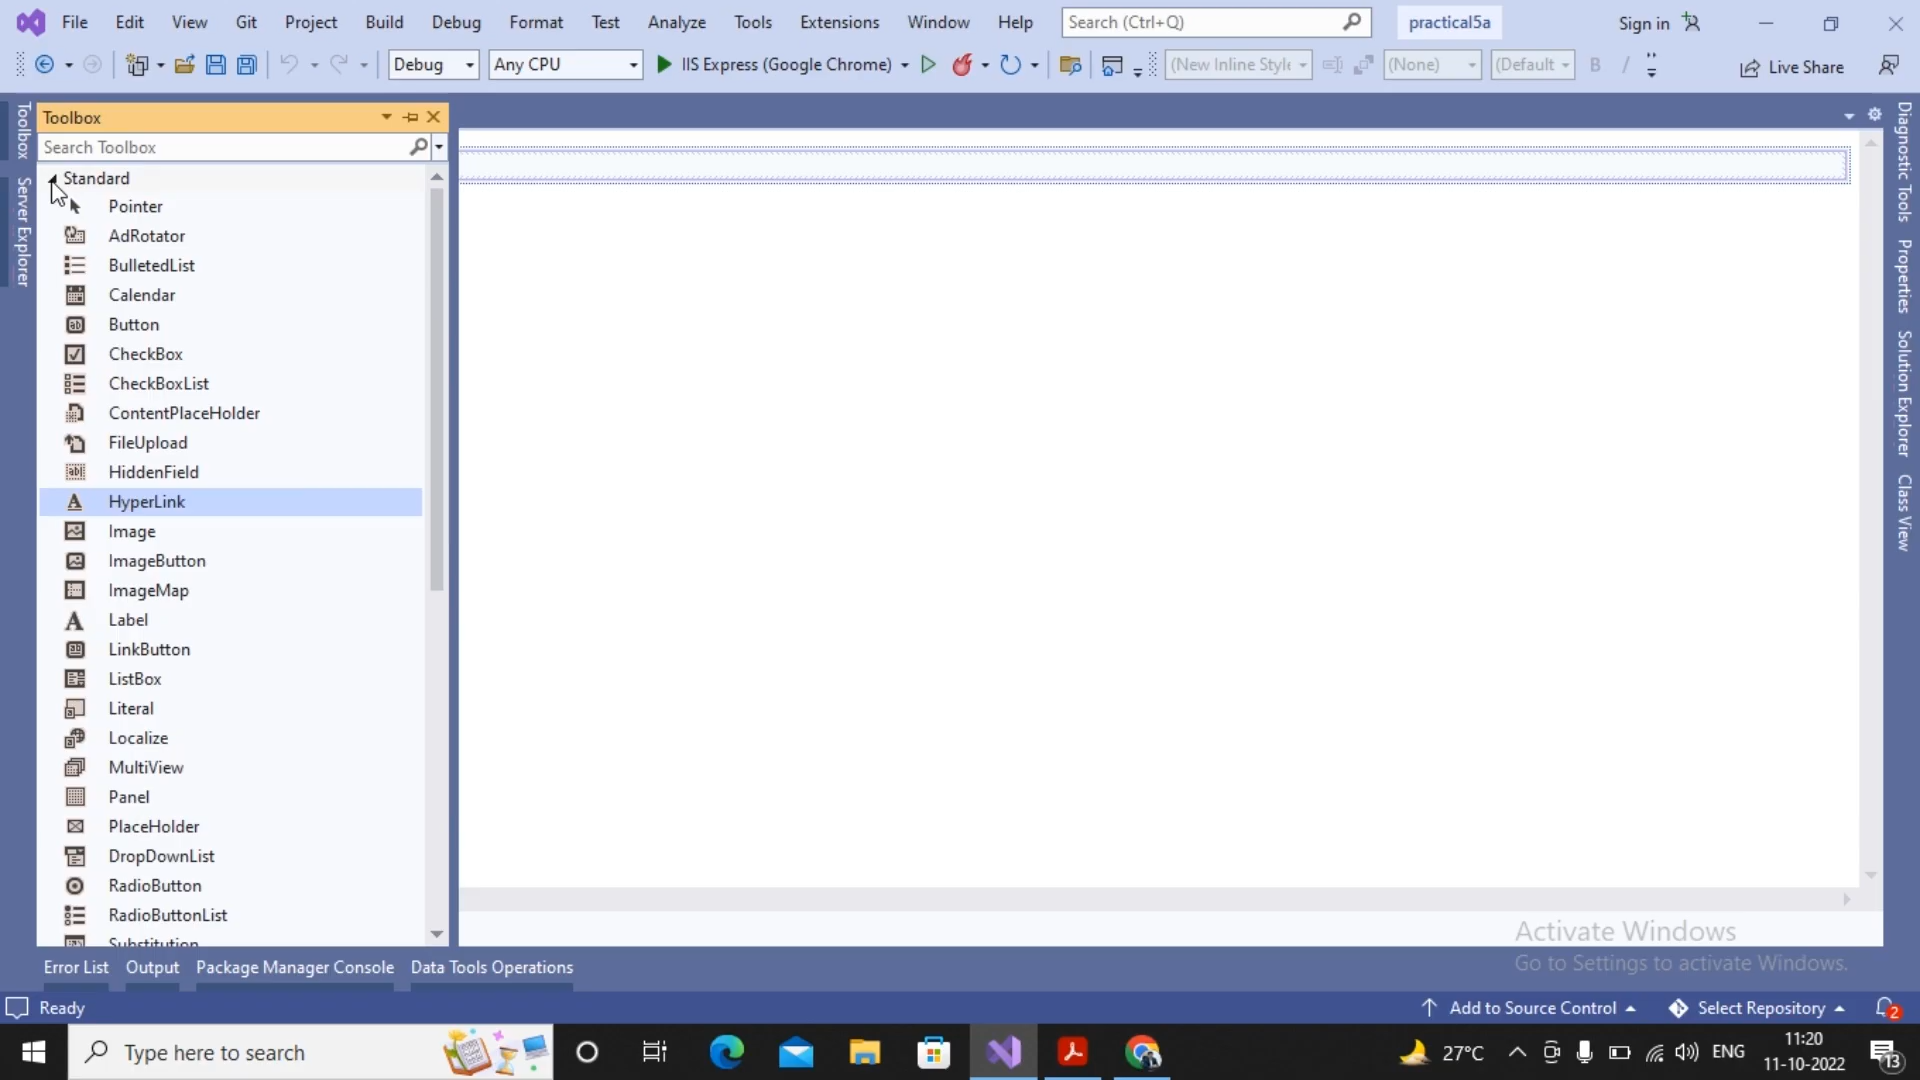 File Edit View Git Project Build Debug Format Test Analyze Tools Extensions Window Help Search (Ctrl+Q) practical5a Sign in
Debug Any CPU IIS Express (Google Chrome) (New Inline Style (None) (Default B / Live Share
Toolbox
Server Explorer
Toolbox
Search Toolbox
Standard
Pointer
AdRotator
BulletedList
Calendar
Button
CheckBox
CheckBoxList
ContentPlaceHolder
FileUpload
HiddenField
HyperLink
Image
ImageButton
ImageMap
Label
LinkButton
ListBox
Literal
Localize
MultiView
Panel
PlaceHolder
DropDownList
RadioButton
RadioButtonList
Substitution
Diagnostic Tools
Properties
Solution Explorer
Class View
Activate Windows
Go to Settings to activate Windows.
Error List Output Package Manager Console Data Tools Operations
Ready Add to Source Control Select Repository 2
Type here to search 27°C ENG 11:20
11-10-2022 13